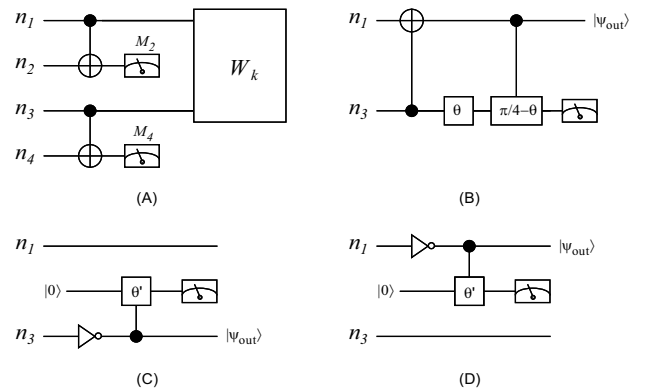 n1 M2 Wk
n2
n3 M4
n4
(A)
n1 |ψout⟩
n3 θ π/4−θ
(B)
n1
|0⟩ θ'
n3 |ψout⟩
(C)
n1 |ψout⟩
|0⟩ θ'
n3
(D)